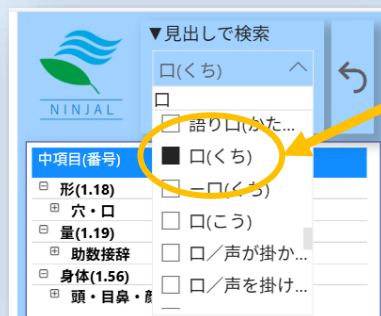 ▼見出しで検索
口(くち)
口
語り口(かた...
口(くち)
－口(くち)
口(こう)
口／声が掛か...
口／声を掛け...
NINJAL
中項目(番号)
形(1.18)
穴・口
量(1.19)
助数接辞
身体(1.56)
頭・目鼻・顔